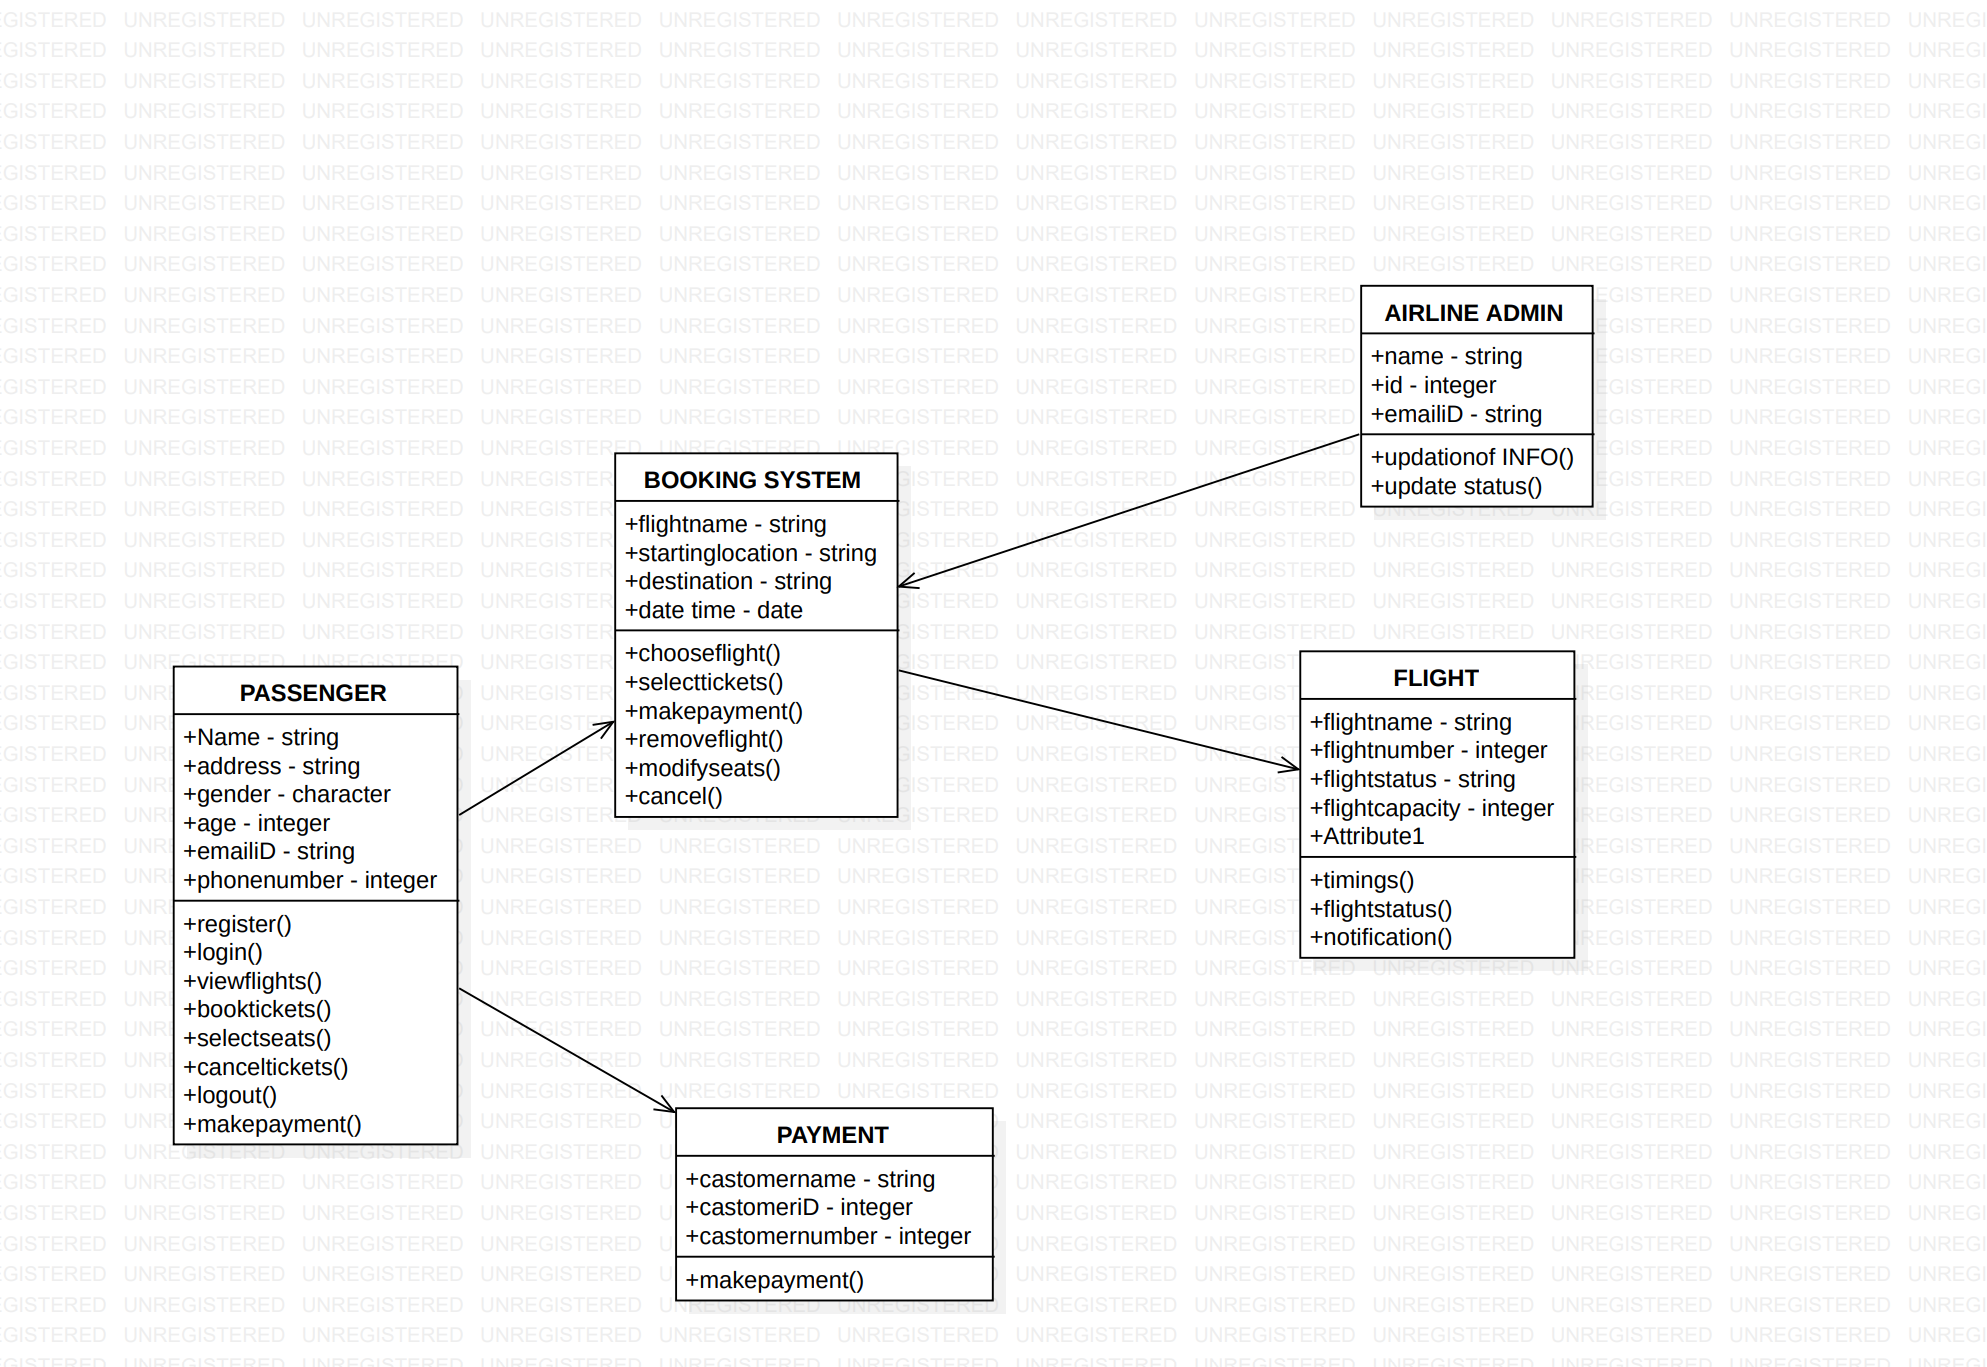 AIRLINE ADMIN
+name - string
+id - integer
+emailiD - string
+updationof INFO()
+update status()
BOOKING SYSTEM
+flightname - string
+startinglocation - string
+destination - string
+date time - date
+chooseflight()
+selecttickets()
+makepayment()
+removeflight()
+modifyseats()
+cancel()
FLIGHT
+flightname - string
+flightnumber - integer
+flightstatus - string
+flightcapacity - integer
+Attribute1
+timings()
+flightstatus()
+notification()
PASSENGER
+Name - string
+address - string
+gender - character
+age - integer
+emailiD - string
+phonenumber - integer
+register()
+login()
+viewflights()
+booktickets()
+selectseats()
+canceltickets()
+logout()
+makepayment()
PAYMENT
+castomername - string
+castomeriD - integer
+castomernumber - integer
+makepayment()
UNREGISTERED